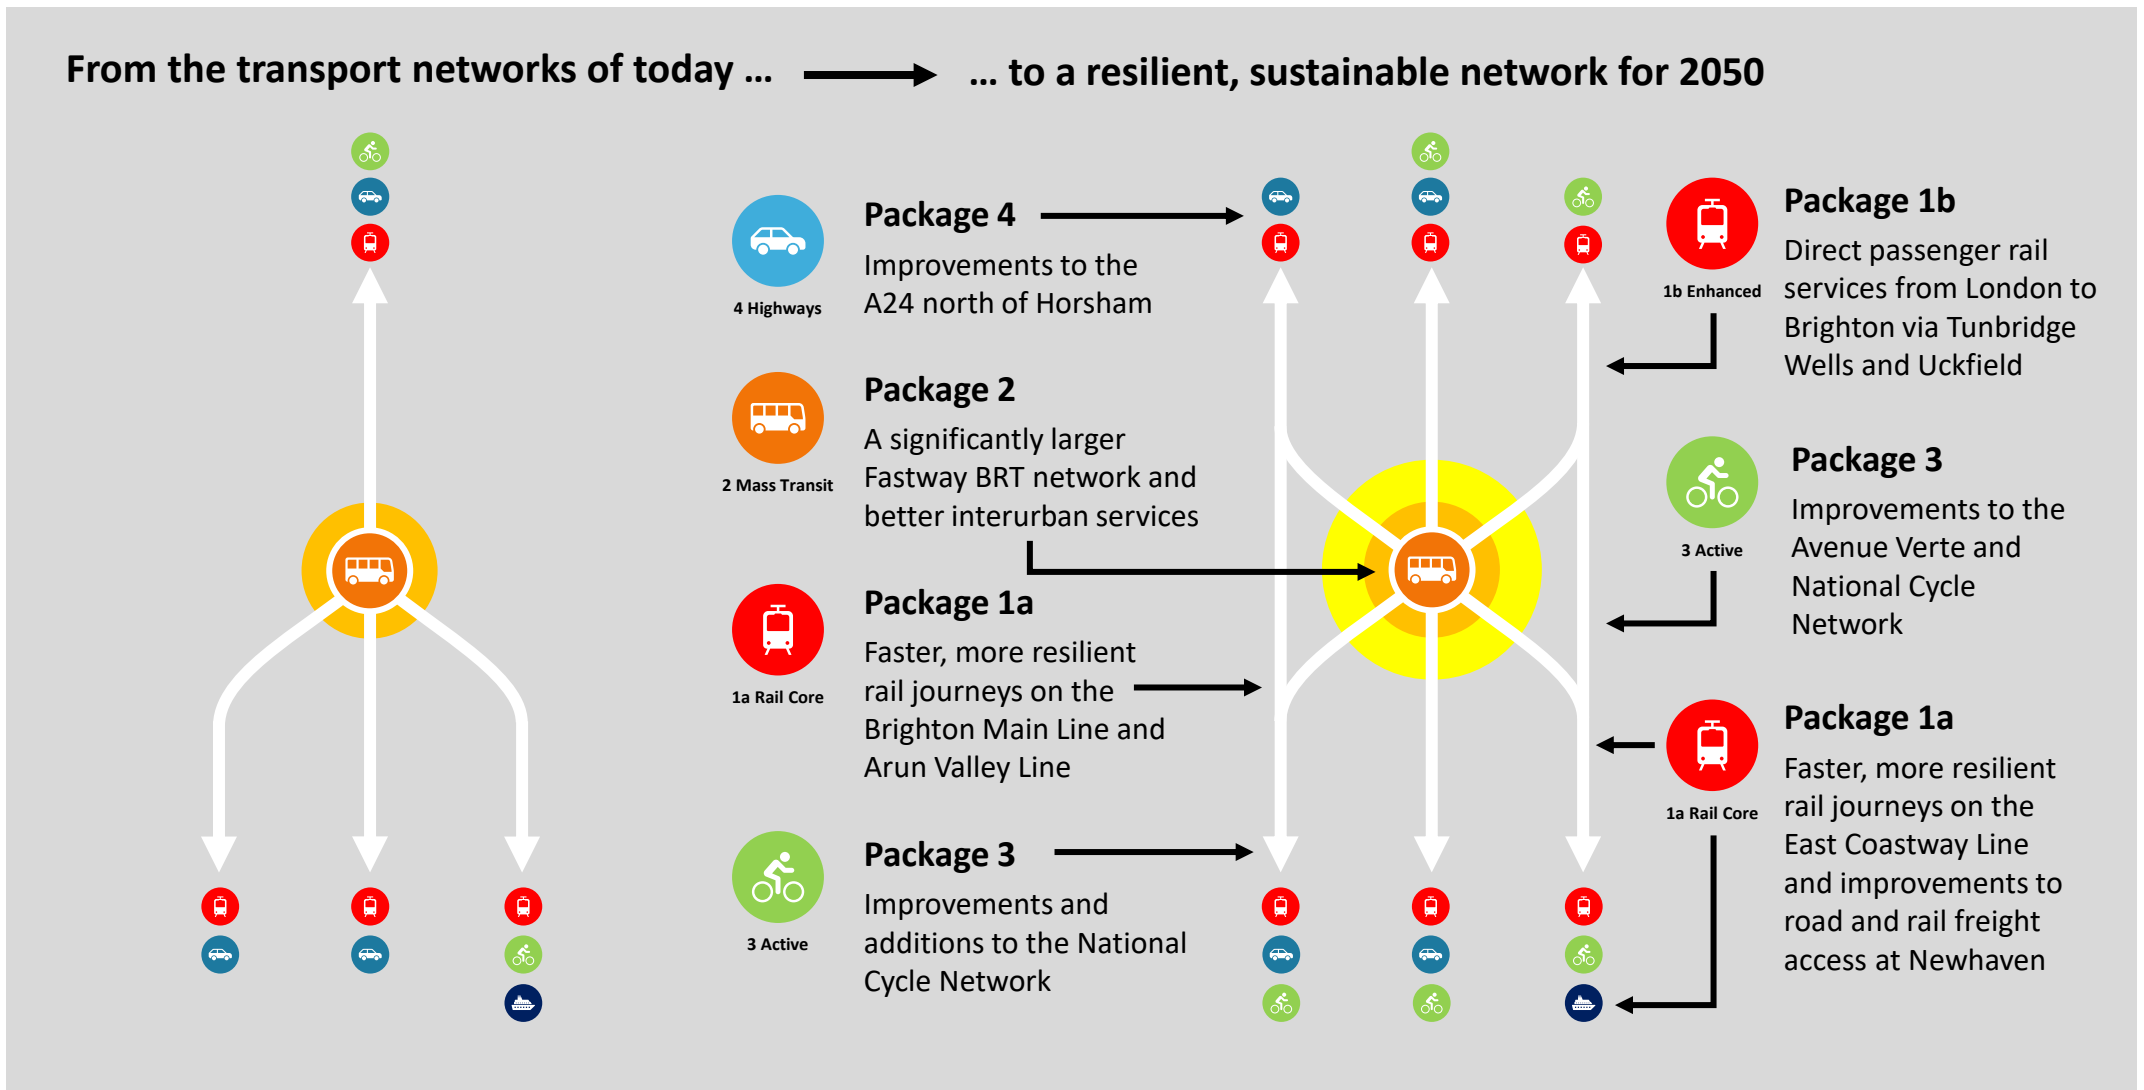 From the transport networks of today ...
... to a resilient, sustainable network for 2050
4 Highways
Package 4
Improvements to the
A24 north of Horsham
2 Mass Transit
Package 2
A significantly larger
Fastway BRT network and
better interurban services
1a Rail Core
Package 1a
Faster, more resilient
rail journeys on the
Brighton Main Line and
Arun Valley Line
3 Active
Package 3
Improvements and
additions to the National
Cycle Network
1b Enhanced
Package 1b
Direct passenger rail
services from London to
Brighton via Tunbridge
Wells and Uckfield
3 Active
Package 3
Improvements to the
Avenue Verte and
National Cycle
Network
1a Rail Core
Package 1a
Faster, more resilient
rail journeys on the
East Coastway Line
and improvements to
road and rail freight
access at Newhaven